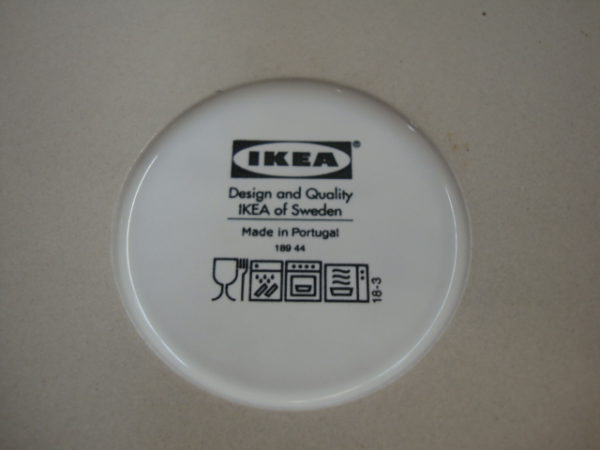 IKEA®
Design and Quality
IKEA of Sweden
Made in Portugal
189 44
18-3